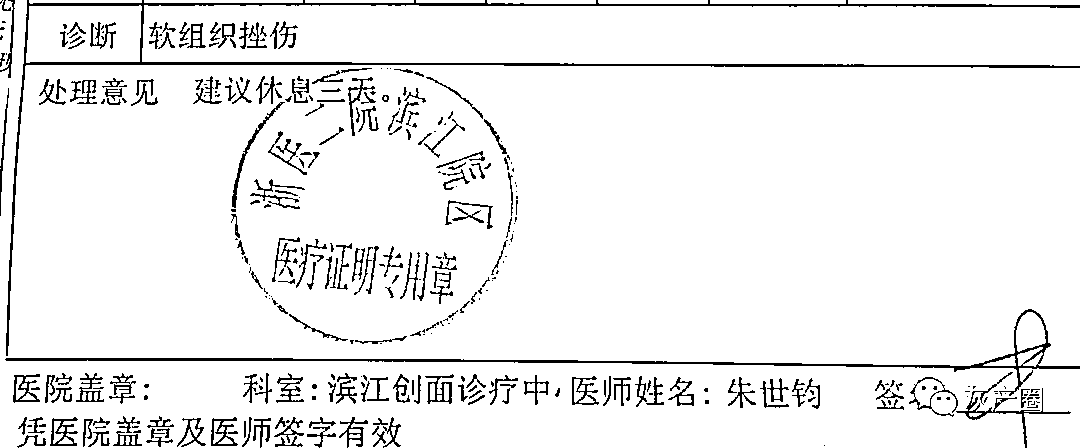 诊断 软组织挫伤
处理意见 建议休息三天。
浙医二院滨江院区
医疗证明专用章
医院盖章: 科室: 滨江创面诊疗中, 医师姓名: 朱世钧 签
凭医院盖章及医师签字有效